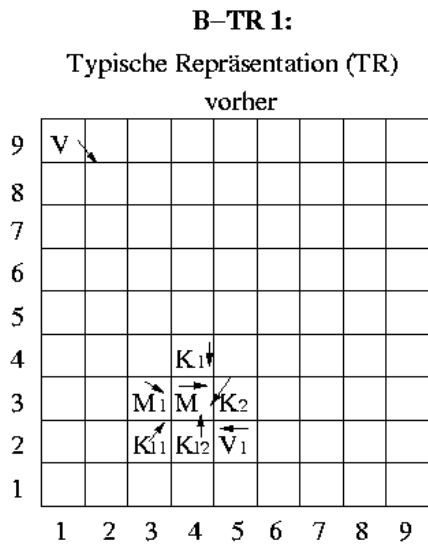 B–TR 1:
Typische Repräsentation (TR)
vorher
9 V
8
7
6
5
4 K1
3 M1 M K2
2 K11 K12 V1
1
1 2 3 4 5 6 7 8 9